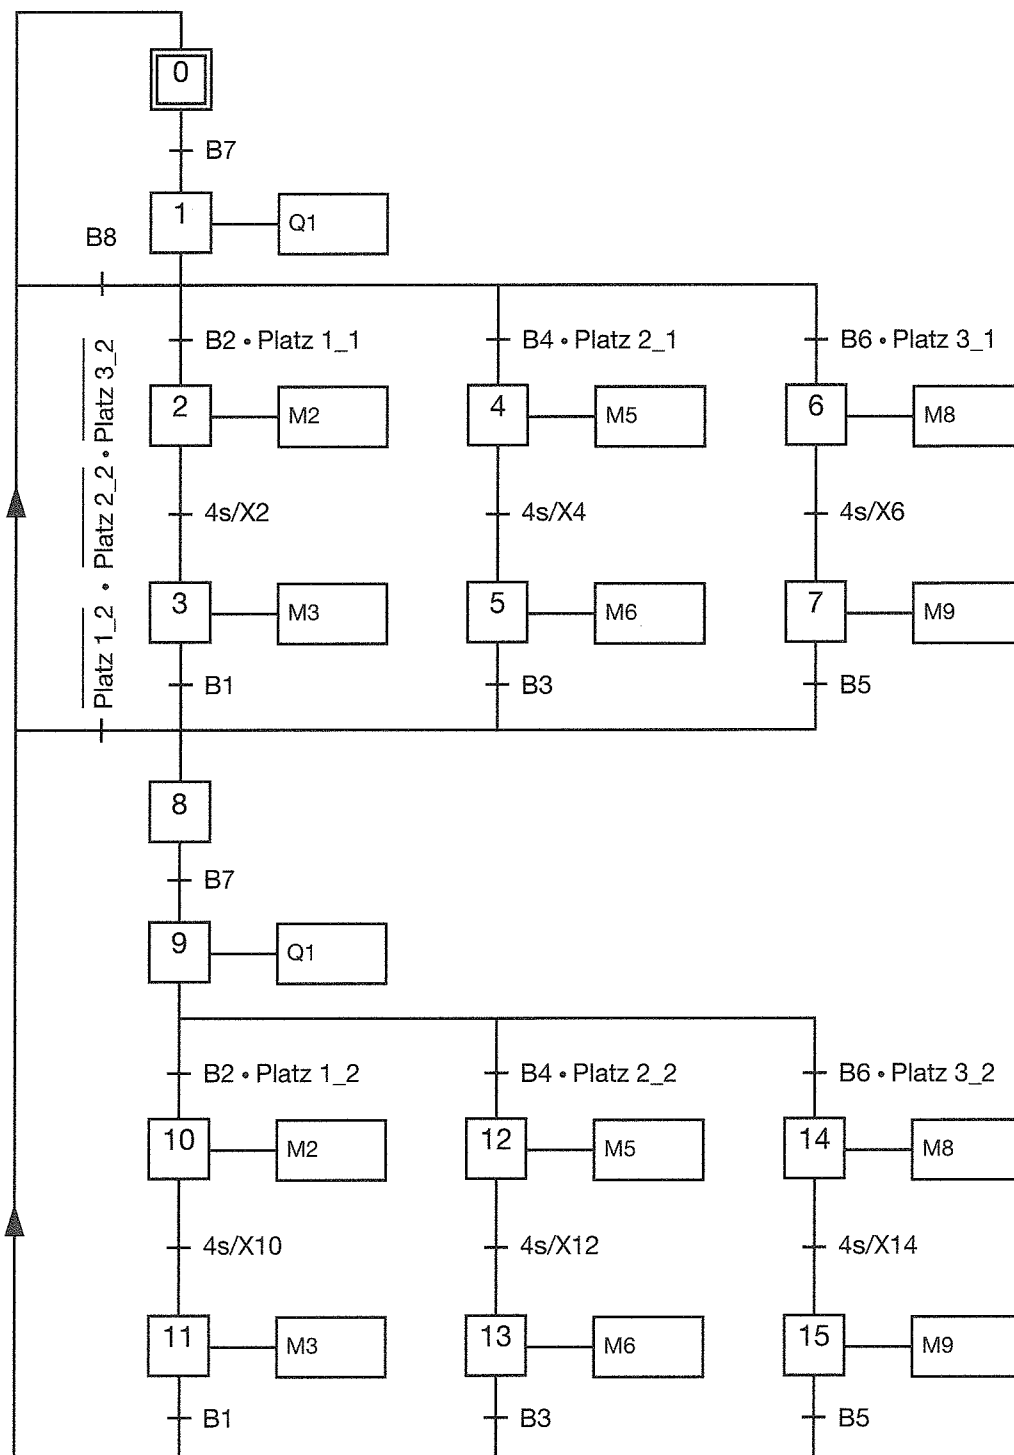 0
B7
1
Q1
B8
B2 • Platz 1_1
B4 • Platz 2_1
B6 • Platz 3_1
2
M2
4
M5
6
M8
Platz 1_2 • Platz 2_2 • Platz 3_2
4s/X2
4s/X4
4s/X6
3
M3
5
M6
7
M9
B1
B3
B5
8
B7
9
Q1
B2 • Platz 1_2
B4 • Platz 2_2
B6 • Platz 3_2
10
M2
12
M5
14
M8
4s/X10
4s/X12
4s/X14
11
M3
13
M6
15
M9
B1
B3
B5